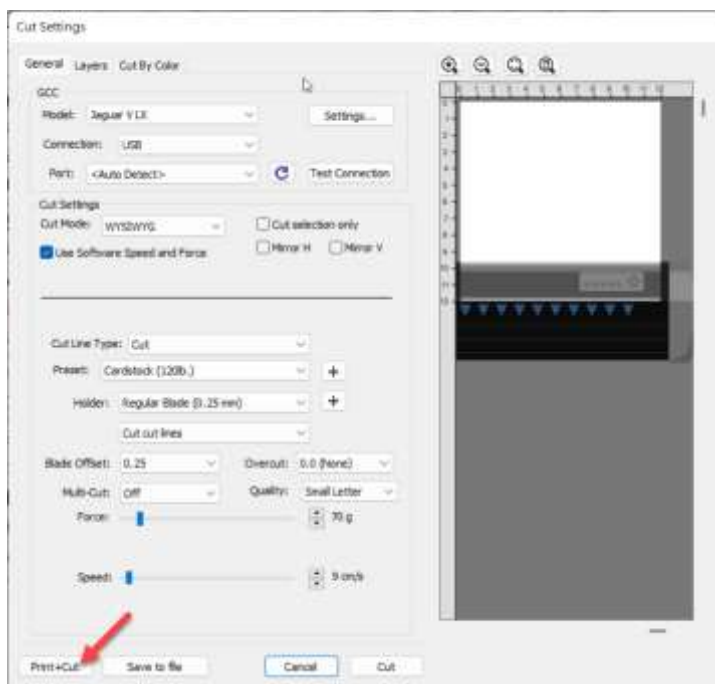 Cut Settings
General Layers Cut By Color
GCC
Model: Jaguar V LX Settings...
Connection: USB
Port: <Auto Detect> Test Connection
Cut Settings
Cut Mode: WYSIWYG Cut selection only
Use Software Speed and Force Mirror H Mirror V
Cut Line Type: Cut
Preset: Cardstock (120lb.) +
Holder: Regular Blade (0.25 mm) +
Cut cut lines
Blade Offset: 0.25 Overcut: 0.0 (None)
Multi-Cut: Off Quality: Small Letter
Force: 70 g
Speed: 9 cm/s
Print+Cut Save to file Cancel Cut